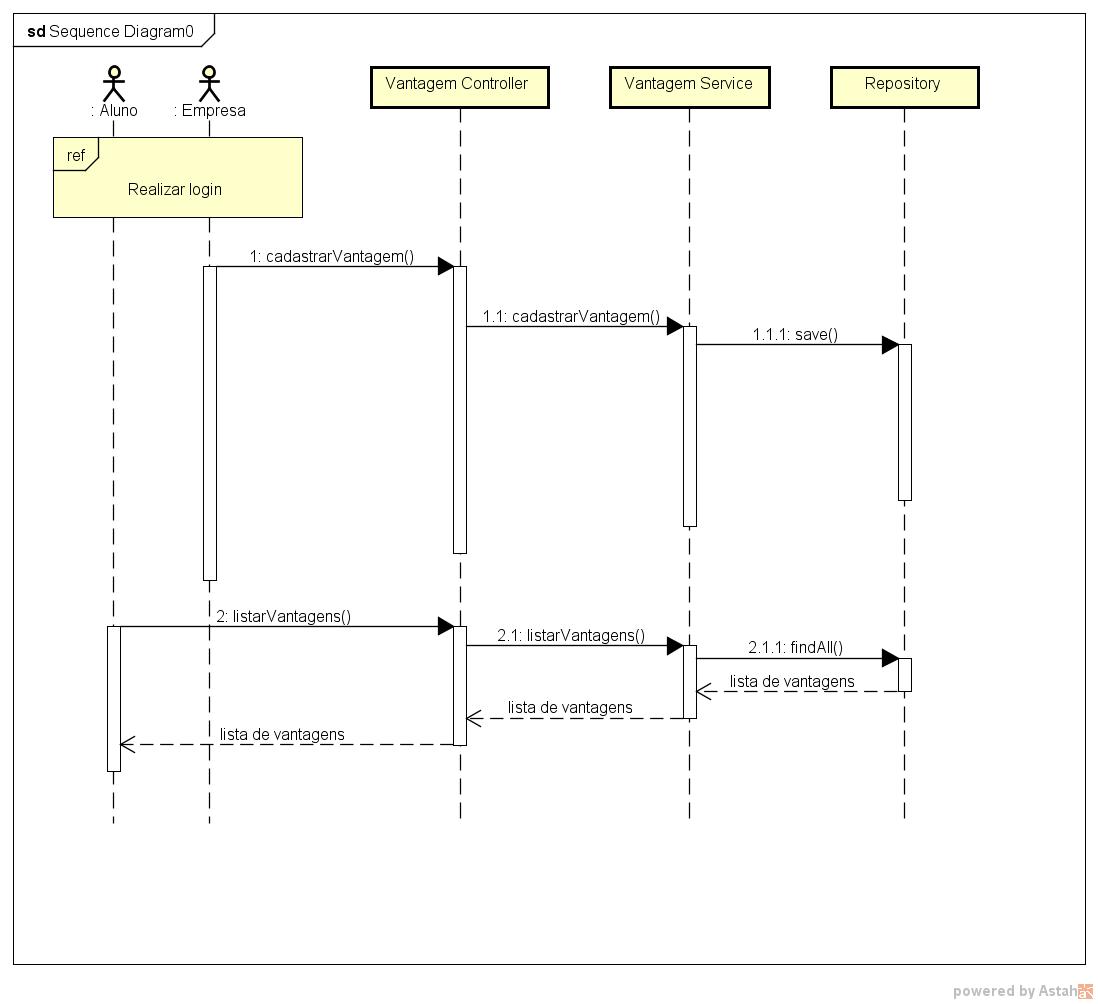 sd Sequence Diagram0
: Aluno
: Empresa
Vantagem Controller
Vantagem Service
Repository
ref
Realizar login
1: cadastrarVantagem()
1.1: cadastrarVantagem()
1.1.1: save()
2: listarVantagens()
2.1: listarVantagens()
2.1.1: findAll()
lista de vantagens
lista de vantagens
lista de vantagens
powered by Astah